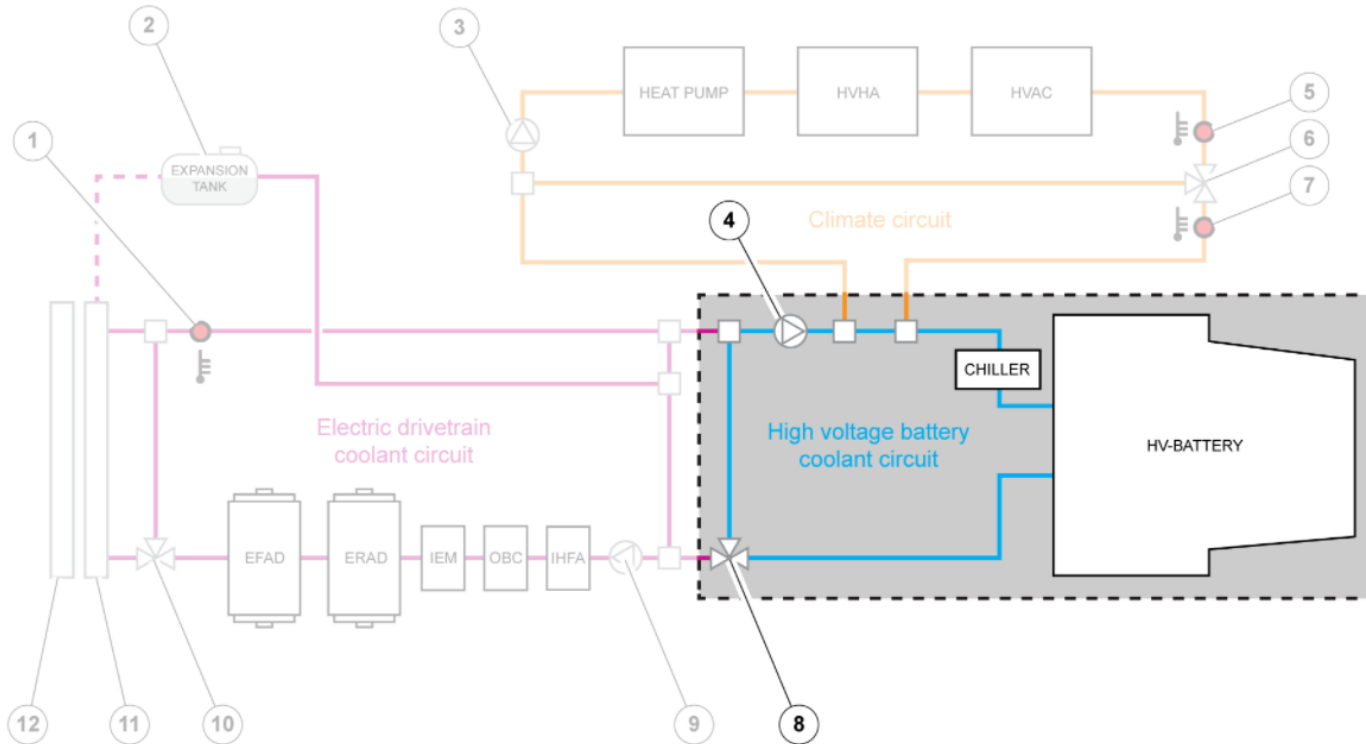 2
3
HEAT PUMP
HVHA
HVAC
5
1
EXPANSION
TANK
6
7
4
Climate circuit
CHILLER
Electric drivetrain
coolant circuit
High voltage battery
coolant circuit
HV-BATTERY
EFAD
ERAD
IEM
OBC
IHFA
12
11
10
9
8